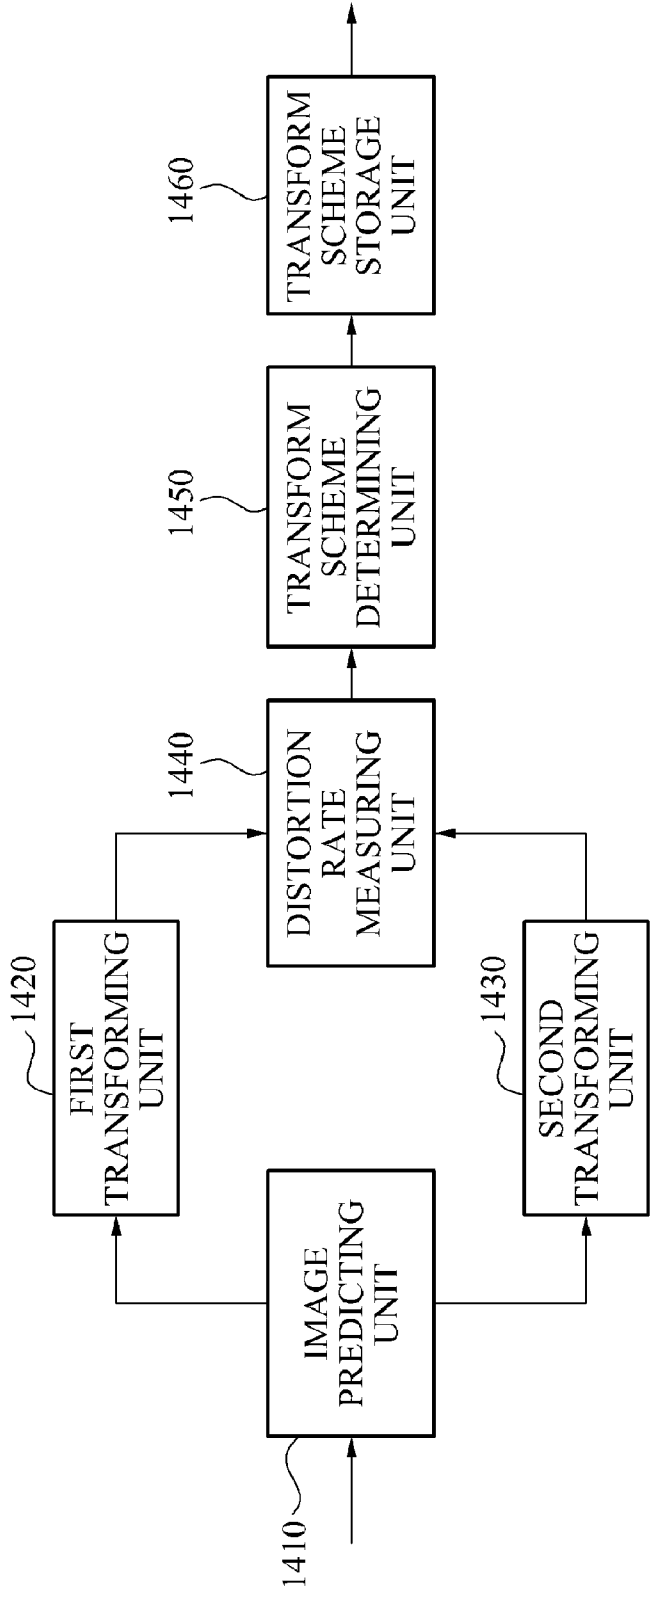 1410
IMAGE
PREDICTING
UNIT
1420
FIRST
TRANSFORMING
UNIT
1430
SECOND
TRANSFORMING
UNIT
1440
DISTORTION
RATE
MEASURING
UNIT
1450
TRANSFORM
SCHEME
DETERMINING
UNIT
1460
TRANSFORM
SCHEME
STORAGE
UNIT